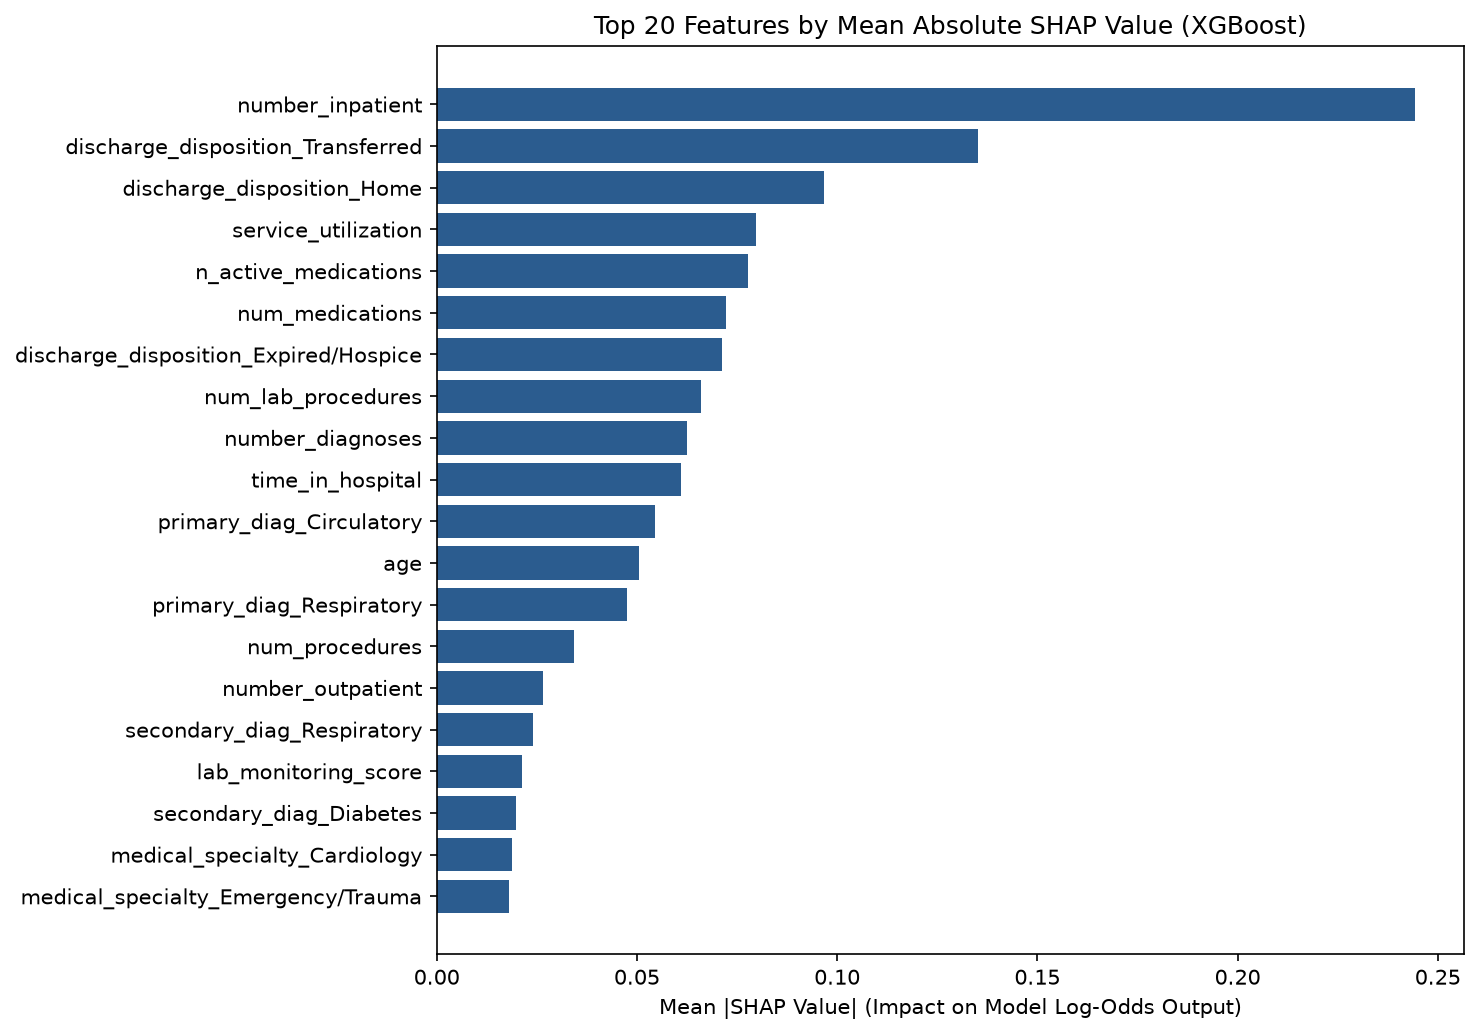 Top 20 Features by Mean Absolute SHAP Value (XGBoost)
number_inpatient
discharge_disposition_Transferred
discharge_disposition_Home
service_utilization
n_active_medications
num_medications
discharge_disposition_Expired/Hospice
num_lab_procedures
number_diagnoses
time_in_hospital
primary_diag_Circulatory
age
primary_diag_Respiratory
num_procedures
number_outpatient
secondary_diag_Respiratory
lab_monitoring_score
secondary_diag_Diabetes
medical_specialty_Cardiology
medical_specialty_Emergency/Trauma
0.00 0.05 0.10 0.15 0.20 0.25
Mean |SHAP Value| (Impact on Model Log-Odds Output)